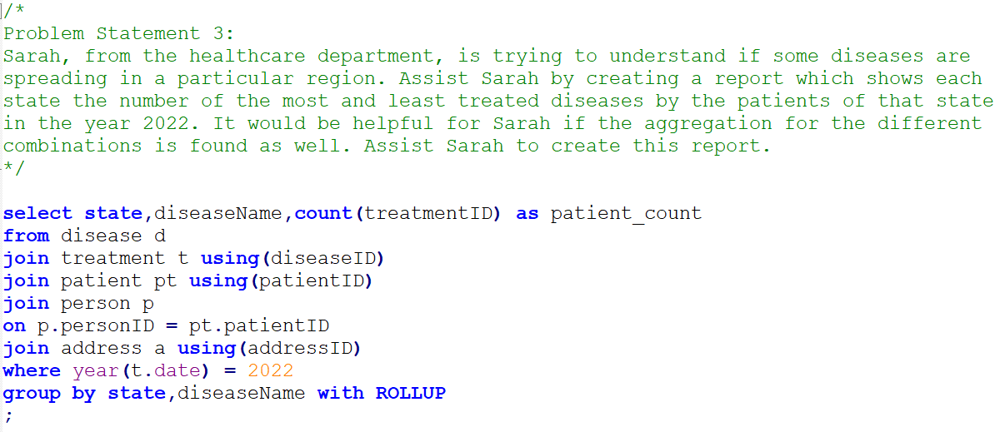 /*
Problem Statement 3:
Sarah, from the healthcare department, is trying to understand if some diseases are
spreading in a particular region. Assist Sarah by creating a report which shows each
state the number of the most and least treated diseases by the patients of that state
in the year 2022. It would be helpful for Sarah if the aggregation for the different
combinations is found as well. Assist Sarah to create this report.
*/
select state,diseaseName,count(treatmentID) as patient_count
from disease d
join treatment t using(diseaseID)
join patient pt using(patientID)
join person p
on p.personID = pt.patientID
join address a using(addressID)
where year(t.date) = 2022
group by state,diseaseName with ROLLUP
;